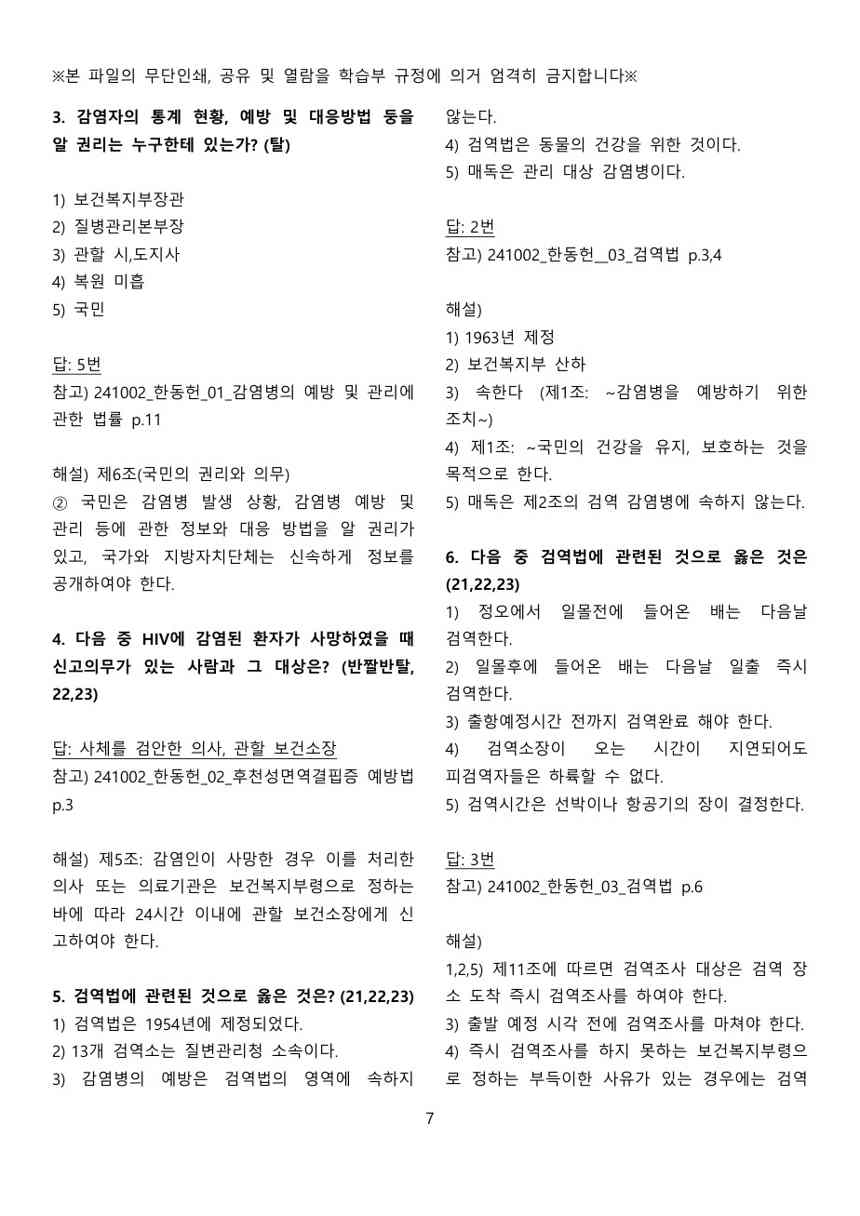 ※본 파일의 무단인쇄, 공유 및 열람을 학습부 규정에 의거 엄격히 금지합니다※
3. 감염자의 통계 현황, 예방 및 대응방법 등을
알 권리는 누구한테 있는가? (탈)
1) 보건복지부장관
2) 질병관리본부장
3) 관할 시,도지사
4) 복원 미흡
5) 국민
답: 5번
참고) 241002_한동헌_01_감염병의 예방 및 관리에
관한 법률 p.11
해설) 제6조(국민의 권리와 의무)
② 국민은 감염병 발생 상황, 감염병 예방 및
관리 등에 관한 정보와 대응 방법을 알 권리가
있고, 국가와 지방자치단체는 신속하게 정보를
공개하여야 한다.
4. 다음 중 HIV에 감염된 환자가 사망하였을 때
신고의무가 있는 사람과 그 대상은? (반짤반탈,
22,23)
답: 사체를 검안한 의사, 관할 보건소장
참고) 241002_한동헌_02_후천성면역결핍증 예방법
p.3
해설) 제5조: 감염인이 사망한 경우 이를 처리한
의사 또는 의료기관은 보건복지부령으로 정하는
바에 따라 24시간 이내에 관할 보건소장에게 신
고하여야 한다.
5. 검역법에 관련된 것으로 옳은 것은? (21,22,23)
1) 검역법은 1954년에 제정되었다.
2) 13개 검역소는 질변관리청 소속이다.
3) 감염병의 예방은 검역법의 영역에 속하지
않는다.
4) 검역법은 동물의 건강을 위한 것이다.
5) 매독은 관리 대상 감염병이다.
답: 2번
참고) 241002_한동헌__03_검역법 p.3,4
해설)
1) 1963년 제정
2) 보건복지부 산하
3) 속한다 (제1조: ~감염병을 예방하기 위한
조치~)
4) 제1조: ~국민의 건강을 유지, 보호하는 것을
목적으로 한다.
5) 매독은 제2조의 검역 감염병에 속하지 않는다.
6. 다음 중 검역법에 관련된 것으로 옳은 것은
(21,22,23)
1) 정오에서 일몰전에 들어온 배는 다음날
검역한다.
2) 일몰후에 들어온 배는 다음날 일출 즉시
검역한다.
3) 출항예정시간 전까지 검역완료 해야 한다.
4) 검역소장이 오는 시간이 지연되어도
피검역자들은 하륙할 수 없다.
5) 검역시간은 선박이나 항공기의 장이 결정한다.
답: 3번
참고) 241002_한동헌_03_검역법 p.6
해설)
1,2,5) 제11조에 따르면 검역조사 대상은 검역 장
소 도착 즉시 검역조사를 하여야 한다.
3) 출발 예정 시각 전에 검역조사를 마쳐야 한다.
4) 즉시 검역조사를 하지 못하는 보건복지부령으
로 정하는 부득이한 사유가 있는 경우에는 검역
7